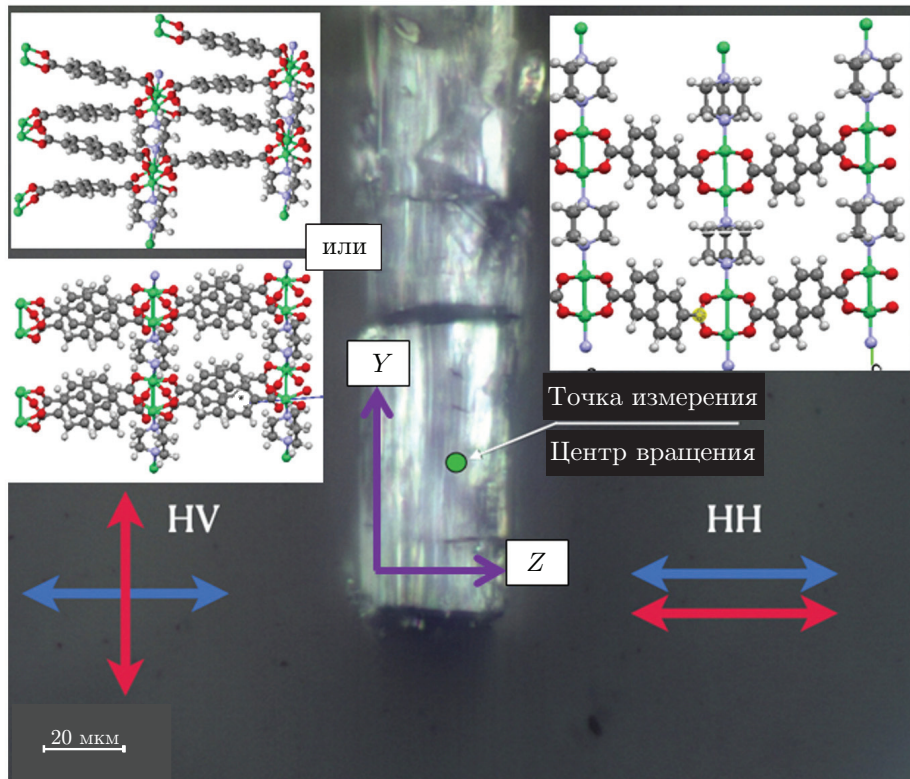 или
Y
Точка измерения
Центр вращения
HV
HH
Z
20 мкм